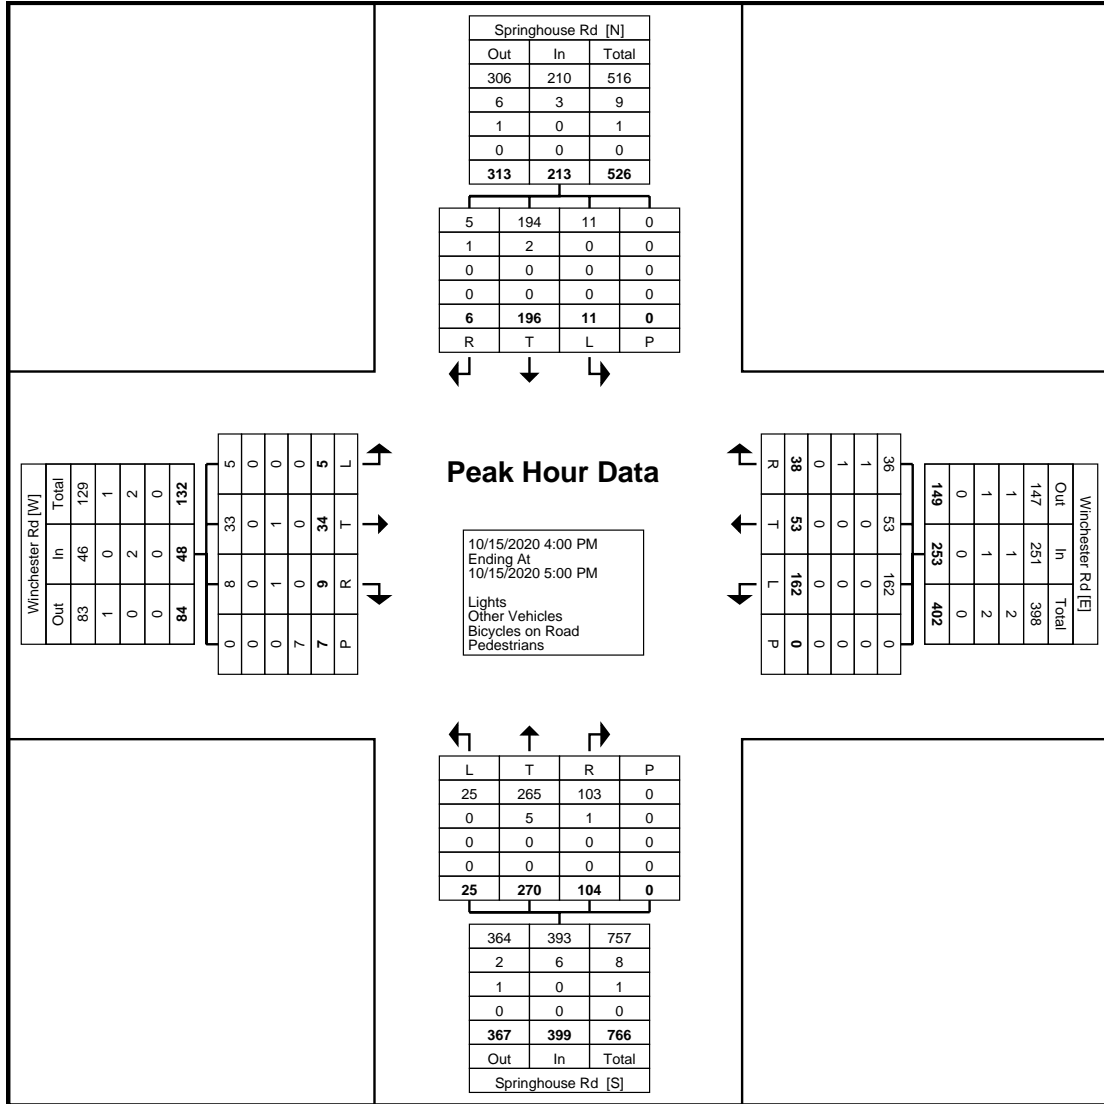 Springhouse Rd [N]
Out In Total
306 210 516
6 3 9
1 0 1
0 0 0
313 213 526
5 194 11 0
1 2 0 0
0 0 0 0
0 0 0 0
6 196 11 0
R T L P
Winchester Rd [W]
Total 129 1 2 0 132
In 46 0 2 0 48
Out 83 1 0 0 84
5 0 0 0 5 L
33 0 1 0 34 T
8 0 1 0 9 R
0 0 0 7 7 P
Peak Hour Data
10/15/2020 4:00 PM
Ending At
10/15/2020 5:00 PM
Lights
Other Vehicles
Bicycles on Road
Pedestrians
R 38 0 1 1 36
T 53 0 0 0 53
L 162 0 0 0 162
P 0 0 0 0 0
Winchester Rd [E]
149 0 1 1 147 Out
253 0 1 1 251 In
402 0 2 2 398 Total
L T R P
25 265 103 0
0 5 1 0
0 0 0 0
0 0 0 0
25 270 104 0
364 393 757
2 6 8
1 0 1
0 0 0
367 399 766
Out In Total
Springhouse Rd [S]